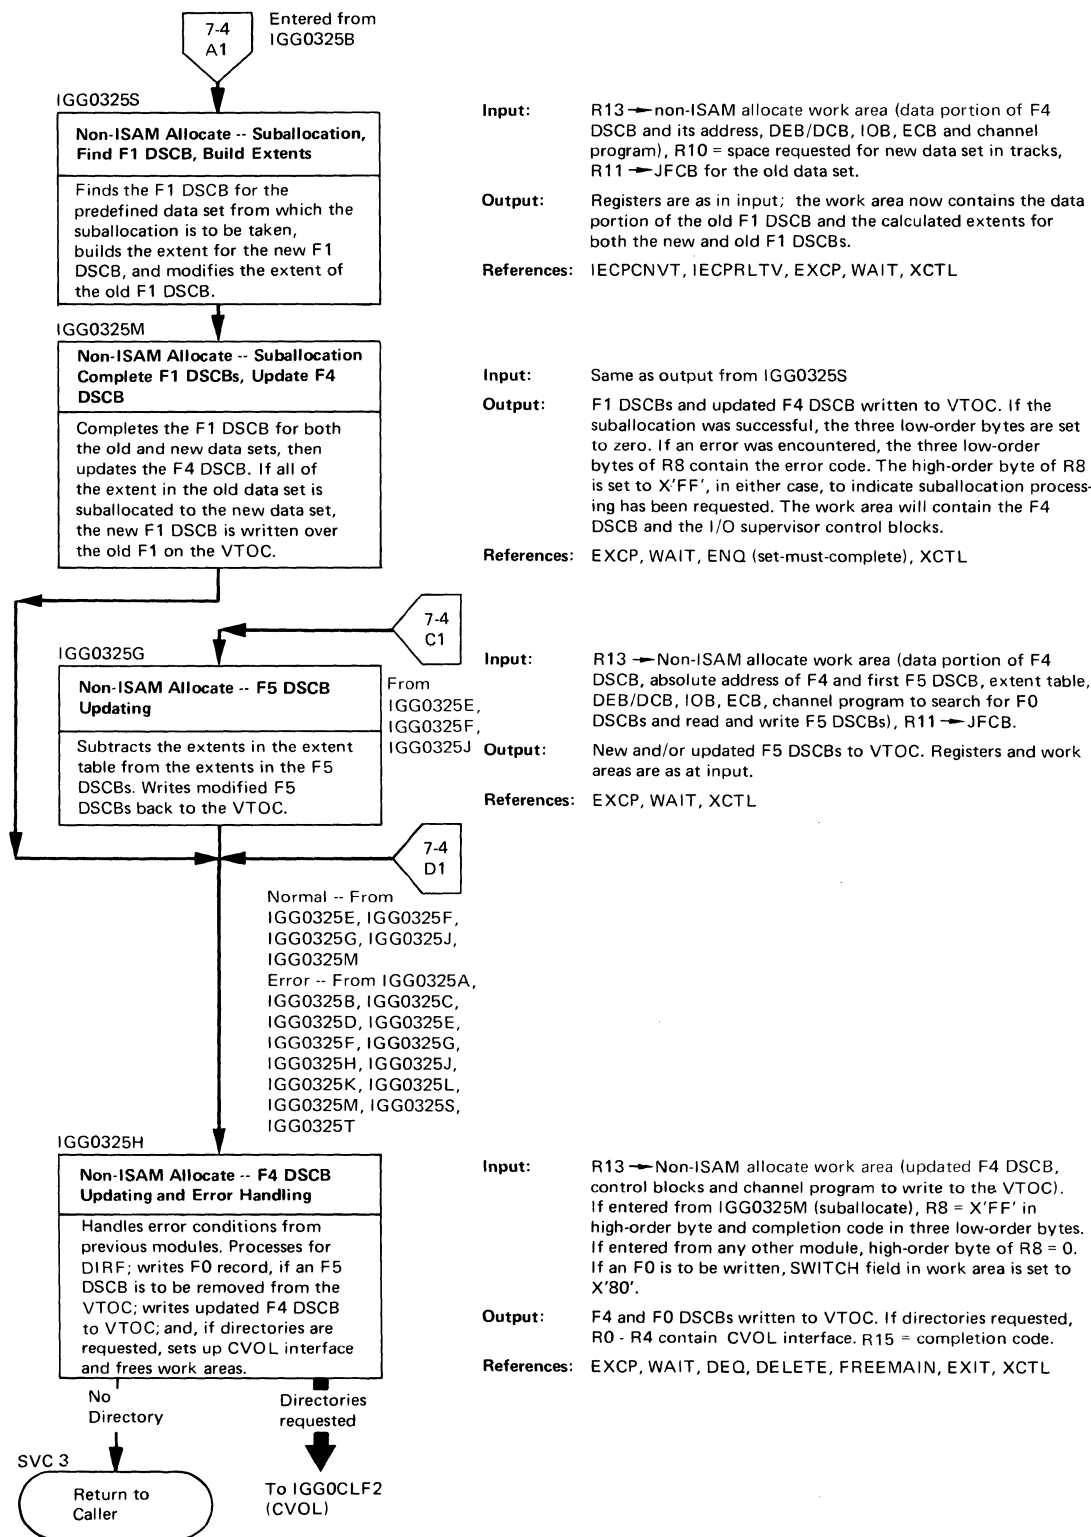 7-4
A1
Entered from
IGG0325B
IGG0325S
Non-ISAM Allocate -- Suballocation,
Find F1 DSCB, Build Extents
Finds the F1 DSCB for the
predefined data set from which the
suballocation is to be taken,
builds the extent for the new F1
DSCB, and modifies the extent of
the old F1 DSCB.
Input: R13 → non-ISAM allocate work area (data portion of F4
DSCB and its address, DEB/DCB, IOB, ECB and channel
program), R10 = space requested for new data set in tracks,
R11 → JFCB for the old data set.
Output: Registers are as in input; the work area now contains the data
portion of the old F1 DSCB and the calculated extents for
both the new and old F1 DSCBs.
References: IECPCNVT, IECPRLTV, EXCP, WAIT, XCTL
IGG0325M
Non-ISAM Allocate -- Suballocation
Complete F1 DSCBs, Update F4
DSCB
Completes the F1 DSCB for both
the old and new data sets, then
updates the F4 DSCB. If all of
the extent in the old data set is
suballocated to the new data set,
the new F1 DSCB is written over
the old F1 on the VTOC.
Input: Same as output from IGG0325S
Output: F1 DSCBs and updated F4 DSCB written to VTOC. If the
suballocation was successful, the three low-order bytes are set
to zero. If an error was encountered, the three low-order
bytes of R8 contain the error code. The high-order byte of R8
is set to X'FF', in either case, to indicate suballocation process-
ing has been requested. The work area will contain the F4
DSCB and the I/O supervisor control blocks.
References: EXCP, WAIT, ENQ (set-must-complete), XCTL
7-4
C1
IGG0325G
Non-ISAM Allocate -- F5 DSCB
Updating
Subtracts the extents in the extent
table from the extents in the F5
DSCBs. Writes modified F5
DSCBs back to the VTOC.
From
IGG0325E,
IGG0325F,
IGG0325J
Input: R13 → Non-ISAM allocate work area (data portion of F4
DSCB, absolute address of F4 and first F5 DSCB, extent table,
DEB/DCB, IOB, ECB, channel program to search for F0
DSCBs and read and write F5 DSCBs), R11 → JFCB.
Output: New and/or updated F5 DSCBs to VTOC. Registers and work
areas are as at input.
References: EXCP, WAIT, XCTL
7-4
D1
Normal -- From
IGG0325E, IGG0325F,
IGG0325G, IGG0325J,
IGG0325M
Error -- From IGG0325A,
IGG0325B, IGG0325C,
IGG0325D, IGG0325E,
IGG0325F, IGG0325G,
IGG0325H, IGG0325J,
IGG0325K, IGG0325L,
IGG0325M, IGG0325S,
IGG0325T
IGG0325H
Non-ISAM Allocate -- F4 DSCB
Updating and Error Handling
Handles error conditions from
previous modules. Processes for
DIRF; writes F0 record, if an F5
DSCB is to be removed from the
VTOC; writes updated F4 DSCB
to VTOC; and, if directories are
requested, sets up CVOL interface
and frees work areas.
Input: R13 → Non-ISAM allocate work area (updated F4 DSCB,
control blocks and channel program to write to the VTOC).
If entered from IGG0325M (suballocate), R8 = X'FF' in
high-order byte and completion code in three low-order bytes.
If entered from any other module, high-order byte of R8 = 0.
If an F0 is to be written, SWITCH field in work area is set to
X'80'.
Output: F4 and F0 DSCBs written to VTOC. If directories requested,
R0 - R4 contain CVOL interface. R15 = completion code.
References: EXCP, WAIT, DEQ, DELETE, FREEMAIN, EXIT, XCTL
No
Directory
Directories
requested
SVC 3
Return to
Caller
To IGG0CLF2
(CVOL)